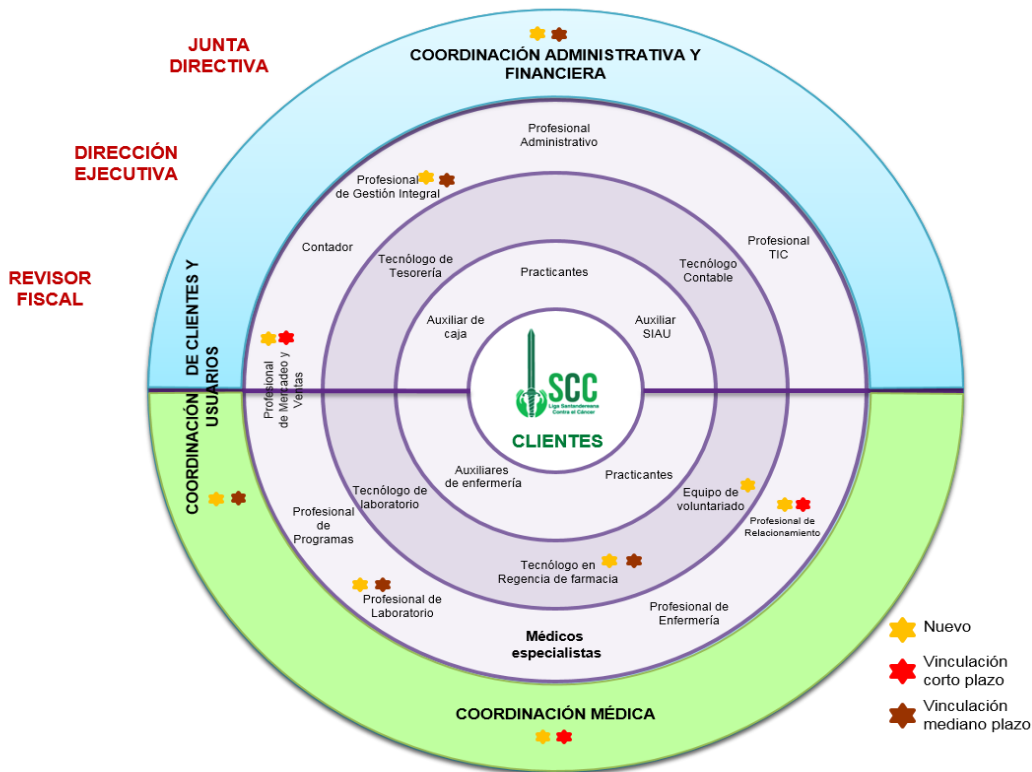 JUNTA
DIRECTIVA
DIRECCIÓN
EJECUTIVA
REVISOR
FISCAL
COORDINACIÓN ADMINISTRATIVA Y
FINANCIERA
COORDINACIÓN DE CLIENTES Y
USUARIOS
Profesional
Administrativo
Profesional
de Gestión Integral
Contador
Profesional
TIC
Profesional
de Mercadeo y
Ventas
Tecnólogo de
Tesorería
Tecnólogo
Contable
Practicantes
Auxiliar de
caja
Auxiliar
SIAU
SCC
Liga Santandereana
Contra el Cáncer
CLIENTES
Auxiliares
de enfermería
Practicantes
Tecnólogo de
laboratorio
Equipo de
voluntariado
Tecnólogo en
Regencia de farmacia
Profesional
de
Programas
Profesional de
Relacionamiento
Profesional de
Laboratorio
Profesional de
Enfermería
Médicos
especialistas
COORDINACIÓN MÉDICA
Nuevo
Vinculación
corto plazo
Vinculación
mediano plazo